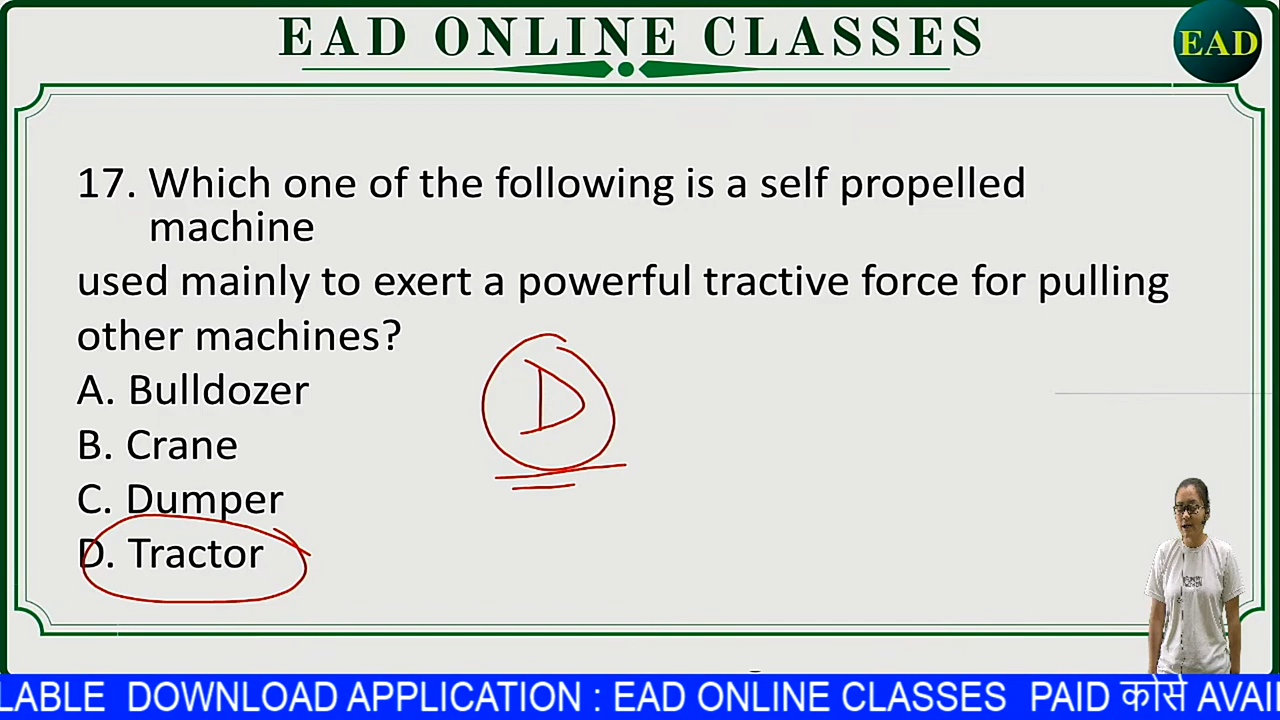 EAD ONLINE CLASSES
EAD
17. Which one of the following is a self propelled
machine
used mainly to exert a powerful tractive force for pulling
other machines?
A. Bulldozer
B. Crane
C. Dumper
D. Tractor
D
LABLE DOWNLOAD APPLICATION : EAD ONLINE CLASSES PAID कोर्स AVAI